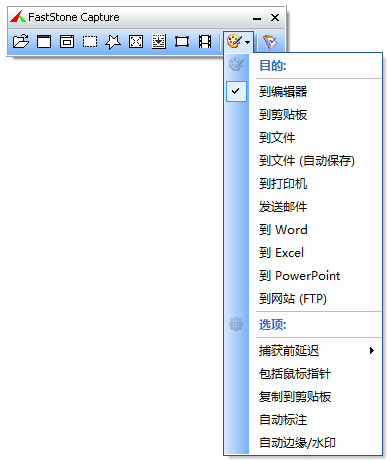 FastStone Capture
目的:
到编辑器
到剪贴板
到文件
到文件 (自动保存)
到打印机
发送邮件
到 Word
到 Excel
到 PowerPoint
到网站 (FTP)
选项:
捕获前延迟
包括鼠标指针
复制到剪贴板
自动标注
自动边缘/水印